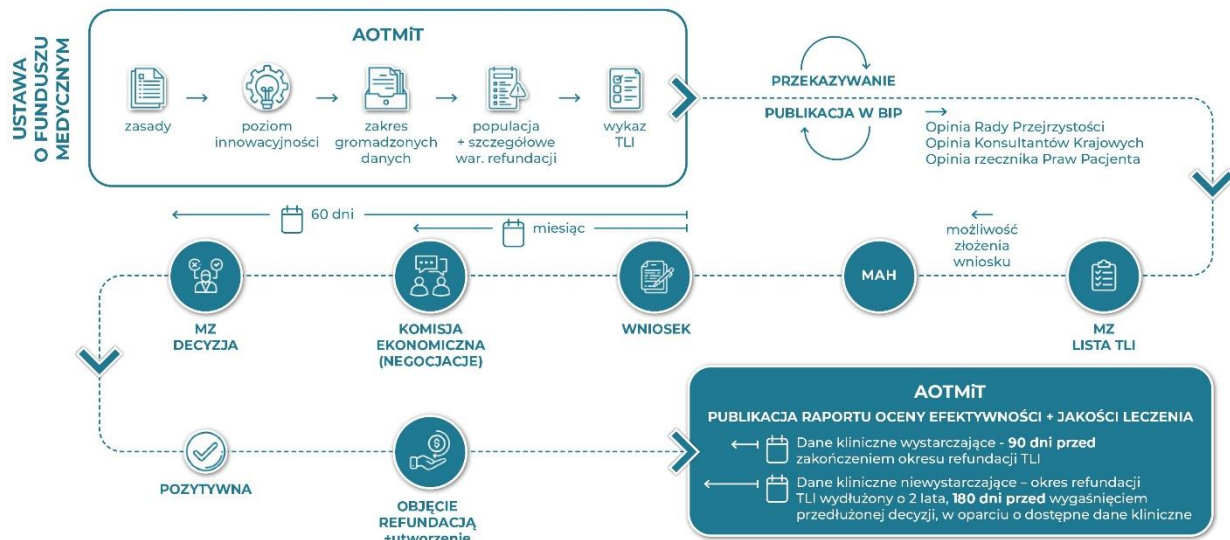 USTAWA
O FUNDUSZU
MEDYCZNYM
AOTMiT
zasady
poziom
innowacyjności
zakres
gromadzonych
danych
populacja
+ szczegółowe
war. refundacji
wykaz
TLI
PRZEKAZYWANIE
PUBLIKACJA W BIP
Opinia Rady Przejrzystości
Opinia Konsultantów Krajowych
Opinia rzecznika Praw Pacjenta
60 dni
miesiąc
możliwość
złożenia
wniosku
MZ
DECYZJA
KOMISJA
EKONOMICZNA
(NEGOCJACJE)
WNIOSEK
MAH
MZ
LISTA TLI
POZYTYWNA
OBJĘCIE
REFUNDACJĄ
+utworzenie
AOTMiT
PUBLIKACJA RAPORTU OCENY EFEKTYWNOŚCI + JAKOŚCI LECZENIA
Dane kliniczne wystarczające - 90 dni przed
zakończeniem okresu refundacji TLI
Dane kliniczne niewystarczające – okres refundacji
TLI wydłużony o 2 lata, 180 dni przed wygaśnięciem
przedłużonej decyzji, w oparciu o dostępne dane kliniczne